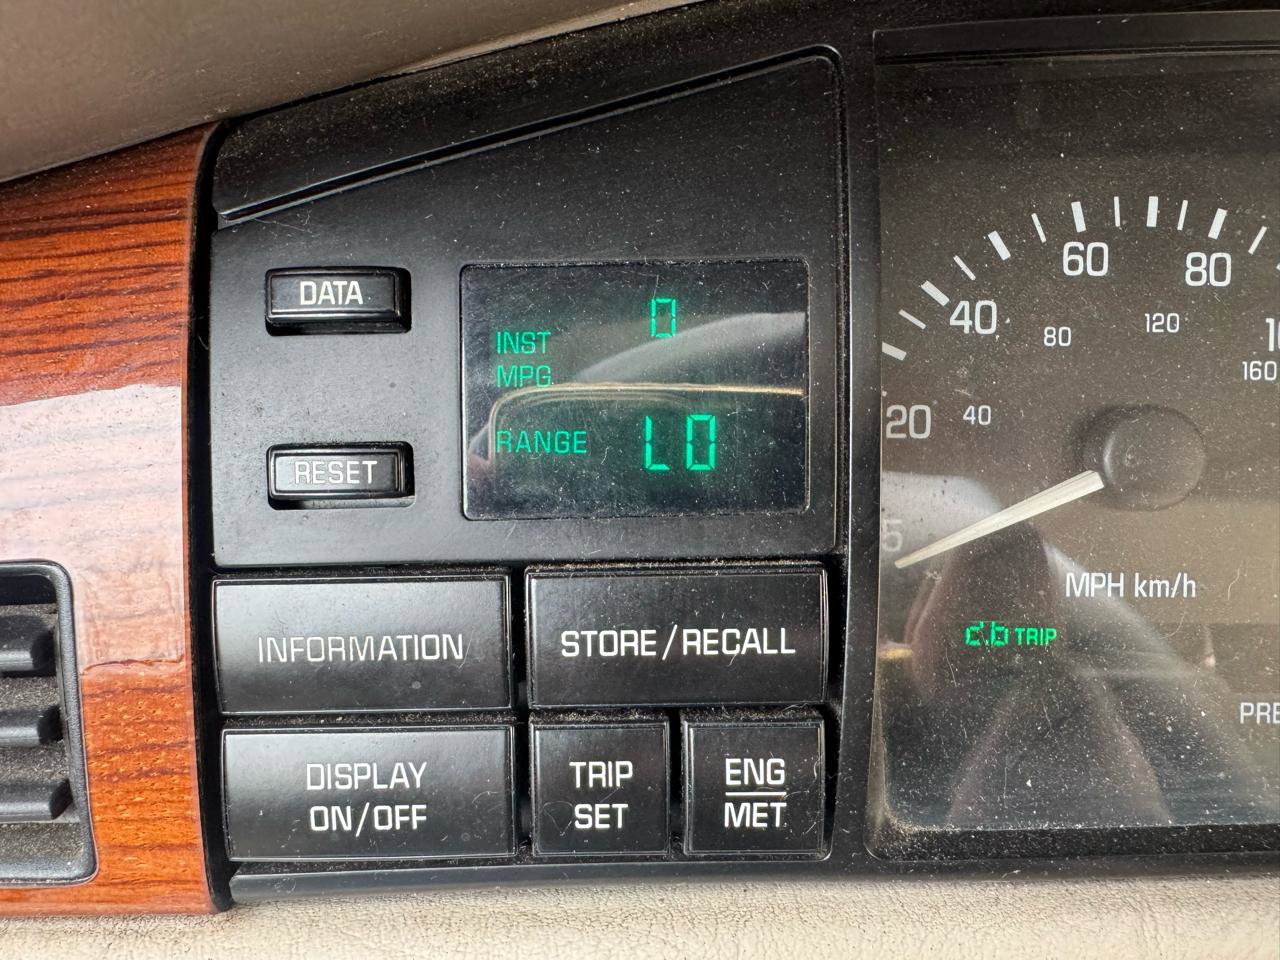 DATA
RESET
INST
MPG
0
RANGE
LO
INFORMATION
STORE/RECALL
DISPLAY
ON/OFF
TRIP
SET
ENG
MET
5
20
40
60
80
40
80
120
160
MPH km/h
TRIP